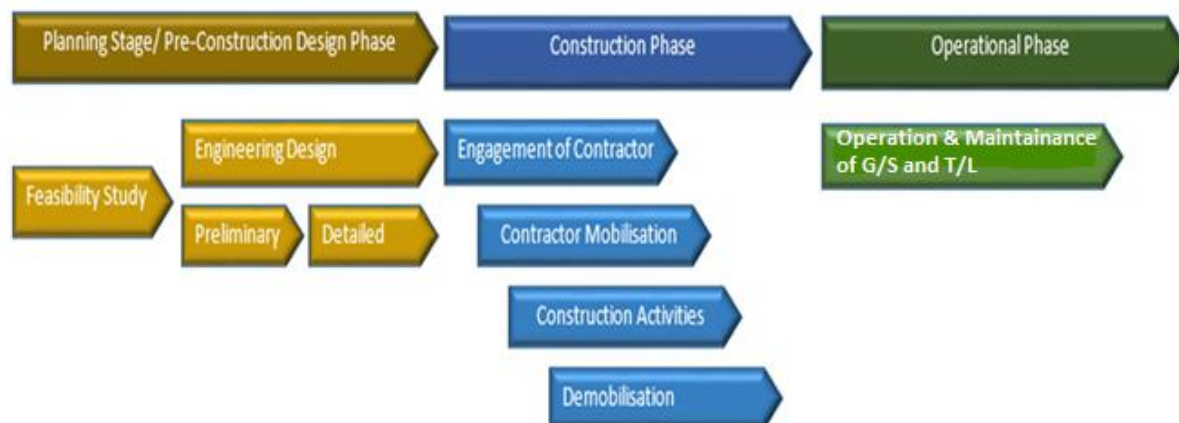 Planning Stage/ Pre-Construction Design Phase
Construction Phase
Operational Phase
Feasibility Study
Engineering Design
Preliminary
Detailed
Engagement of Contractor
Contractor Mobilisation
Construction Activities
Demobilisation
Operation & Maintainance
of G/S and T/L